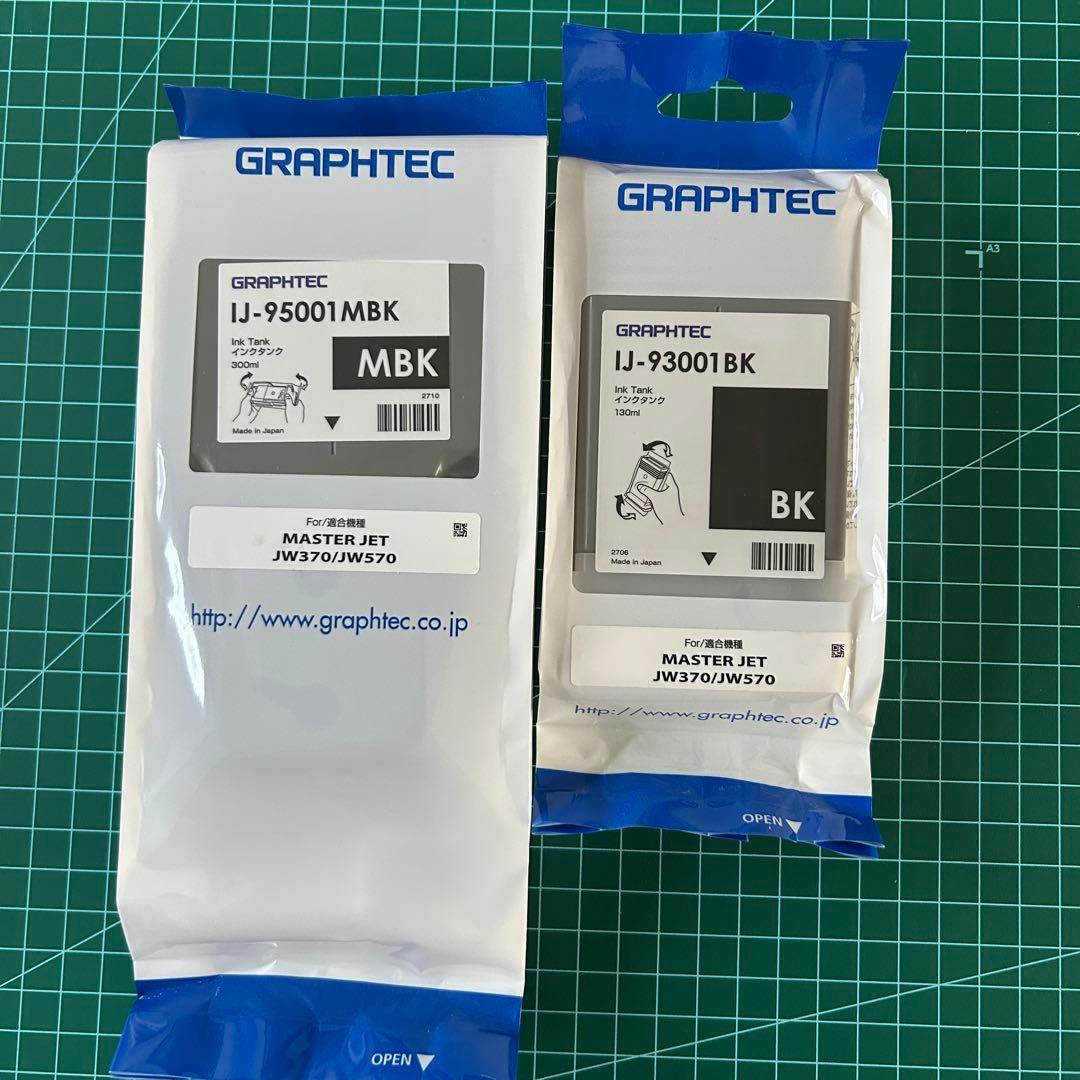 GRAPHTEC
GRAPHTEC
IJ-95001MBK
Ink Tank
インクタンク
300ml
MBK
2710
Made in Japan
For/適合機種
MASTER JET
JW370/JW570
http://www.graphtec.co.jp
OPEN
GRAPHTEC
GRAPHTEC
IJ-93001BK
Ink Tank
インクタンク
130ml
BK
2706
Made in Japan
For/適合機種
MASTER JET
JW370/JW570
http://www.graphtec.co.jp
OPEN
A3